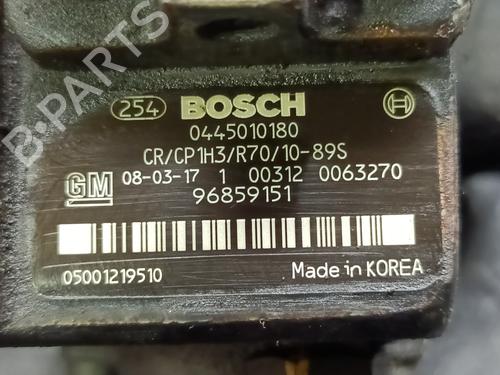 B-PARTS
254 BOSCH
0445010180
CR/CP1H3/R70/10-89S
GM 08-03-17 1 00312 0063270
96859151
05001219510 Made in KOREA